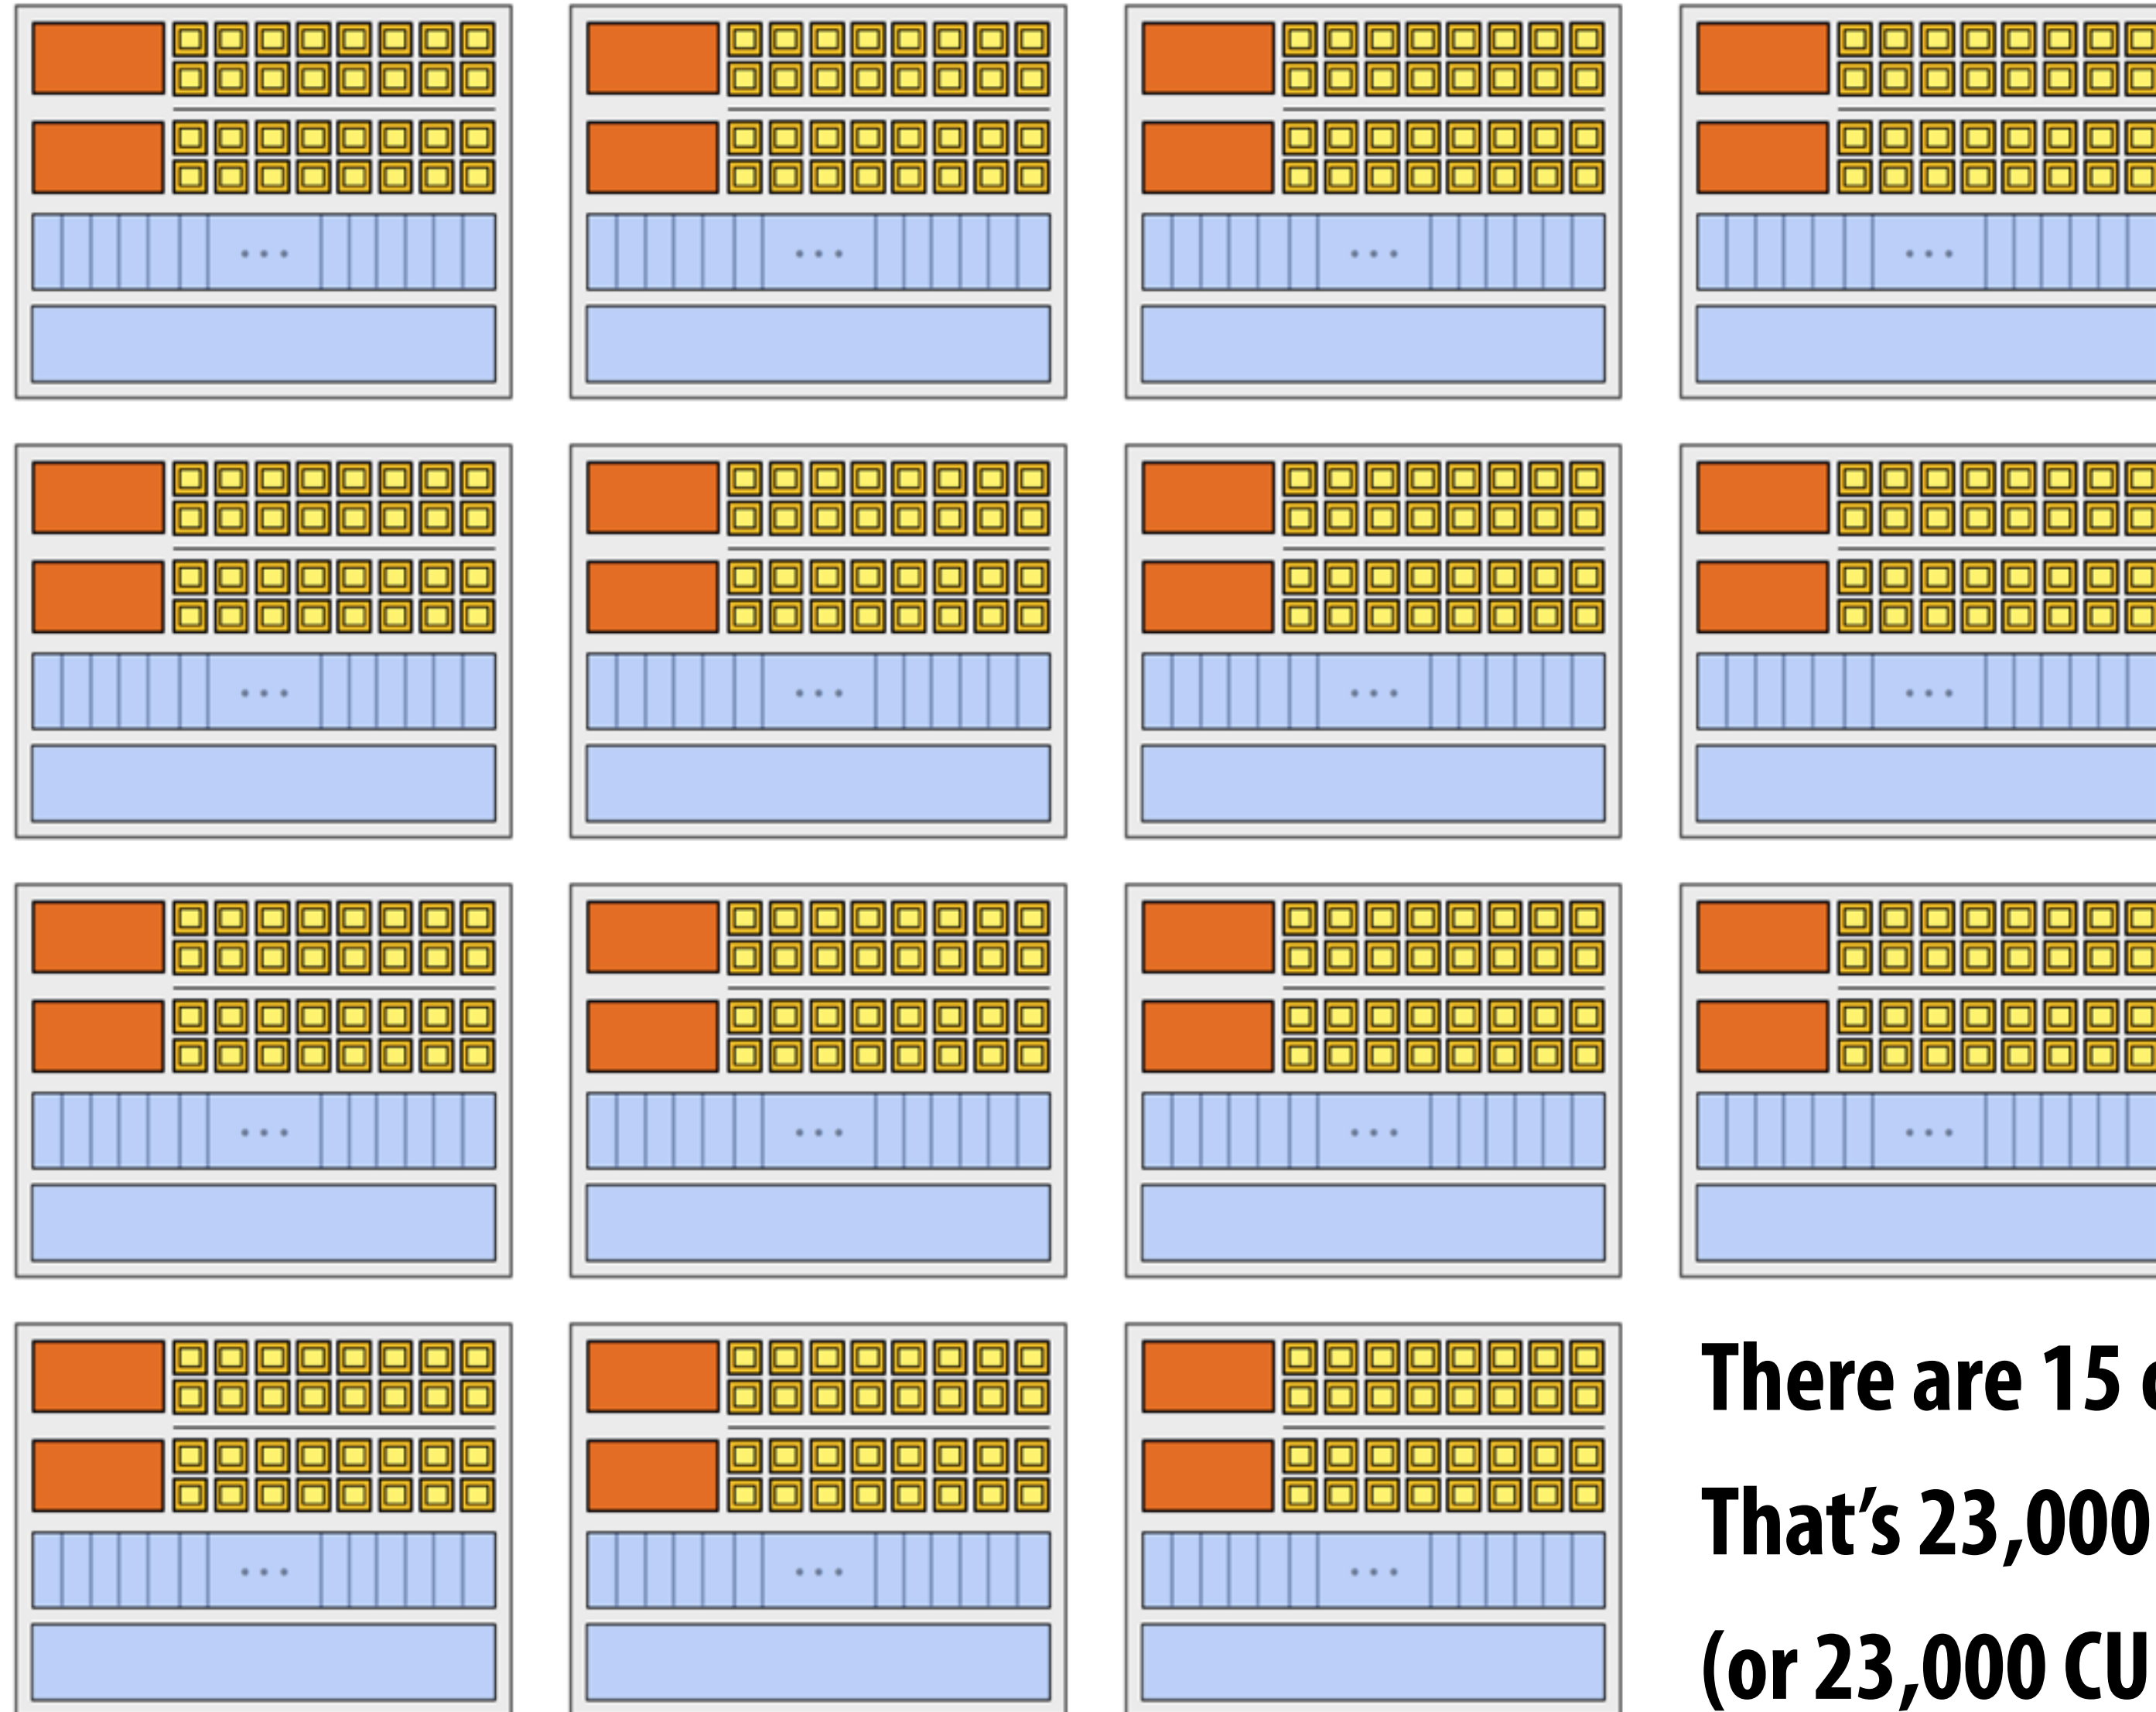 There are 15
That’s 23,000
(or 23,000 CU